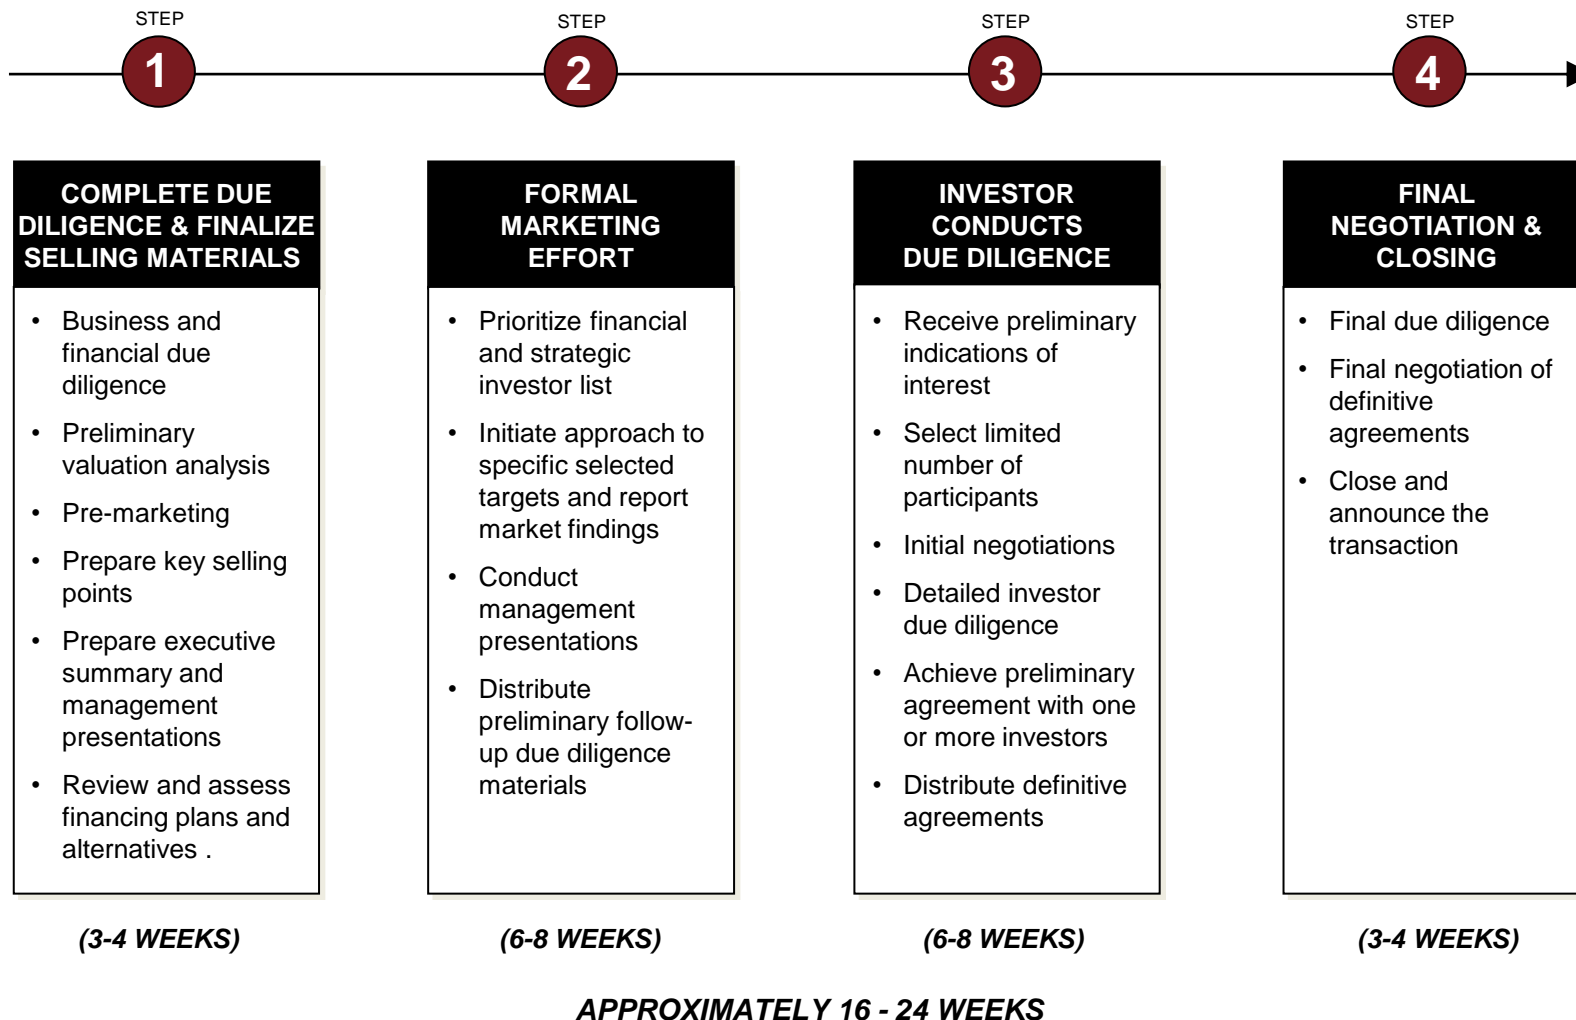 STEP
1
STEP
2
STEP
3
STEP
4
COMPLETE DUE
DILIGENCE & FINALIZE
SELLING MATERIALS
• Business and
financial due
diligence
• Preliminary
valuation analysis
• Pre-marketing
• Prepare key selling
points
• Prepare executive
summary and
management
presentations
• Review and assess
financing plans and
alternatives .
(3-4 WEEKS)
FORMAL
MARKETING
EFFORT
• Prioritize financial
and strategic
investor list
• Initiate approach to
specific selected
targets and report
market findings
• Conduct
management
presentations
• Distribute
preliminary follow-
up due diligence
materials
(6-8 WEEKS)
INVESTOR
CONDUCTS
DUE DILIGENCE
• Receive preliminary
indications of
interest
• Select limited
number of
participants
• Initial negotiations
• Detailed investor
due diligence
• Achieve preliminary
agreement with one
or more investors
• Distribute definitive
agreements
(6-8 WEEKS)
FINAL
NEGOTIATION &
CLOSING
• Final due diligence
• Final negotiation of
definitive
agreements
• Close and
announce the
transaction
(3-4 WEEKS)
APPROXIMATELY 16 - 24 WEEKS